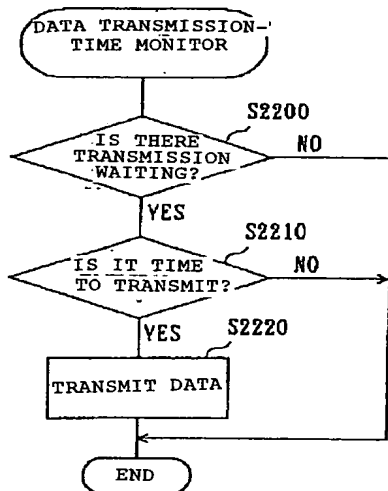 DATA TRANSMISSION-
TIME MONITOR
S2200
IS THERE
TRANSMISSION
WAITING?
NO
YES
S2210
IS IT TIME
TO TRANSMIT?
NO
YES
S2220
TRANSMIT DATA
END